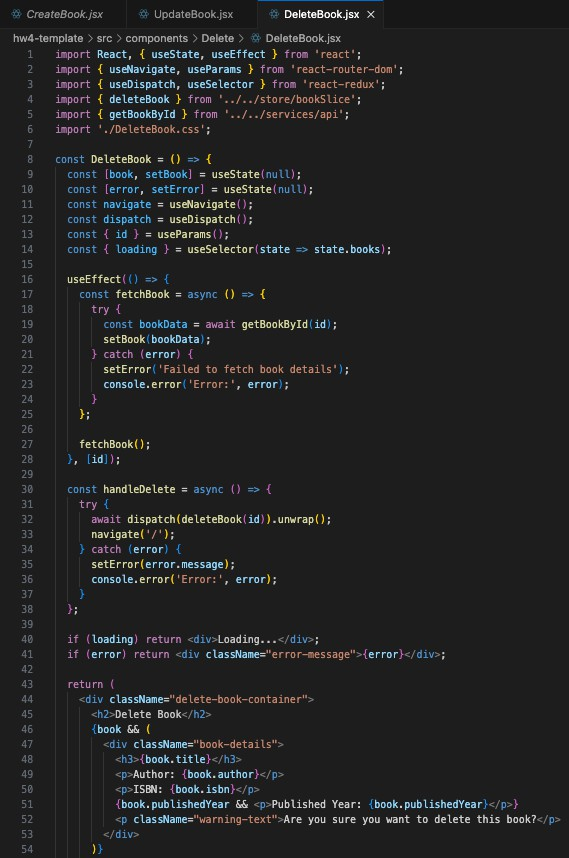 CreateBook.jsx UpdateBook.jsx DeleteBook.jsx ×
hw4-template > src > components > Delete > DeleteBook.jsx
1 import React, { useState, useEffect } from 'react';
2 import { useNavigate, useParams } from 'react-router-dom';
3 import { useDispatch, useSelector } from 'react-redux';
4 import { deleteBook } from '../../store/bookSlice';
5 import { getBookById } from '../../services/api';
6 import './DeleteBook.css';
7
8 const DeleteBook = () => {
9 const [book, setBook] = useState(null);
10 const [error, setError] = useState(null);
11 const navigate = useNavigate();
12 const dispatch = useDispatch();
13 const { id } = useParams();
14 const { loading } = useSelector(state => state.books);
15
16 useEffect(() => {
17 const fetchBook = async () => {
18 try {
19 const bookData = await getBookById(id);
20 setBook(bookData);
21 } catch (error) {
22 setError('Failed to fetch book details');
23 console.error('Error:', error);
24 }
25 };
26
27 fetchBook();
28 }, [id]);
29
30 const handleDelete = async () => {
31 try {
32 await dispatch(deleteBook(id)).unwrap();
33 navigate('/');
34 } catch (error) {
35 setError(error.message);
36 console.error('Error:', error);
37 }
38 };
39
40 if (loading) return <div>Loading...</div>;
41 if (error) return <div className="error-message">{error}</div>;
42
43 return (
44 <div className="delete-book-container">
45 <h2>Delete Book</h2>
46 {book && (
47 <div className="book-details">
48 <h3>{book.title}</h3>
49 <p>Author: {book.author}</p>
50 <p>ISBN: {book.isbn}</p>
51 {book.publishedYear && <p>Published Year: {book.publishedYear}</p>}
52 <p className="warning-text">Are you sure you want to delete this book?</p>
53 </div>
54 )}